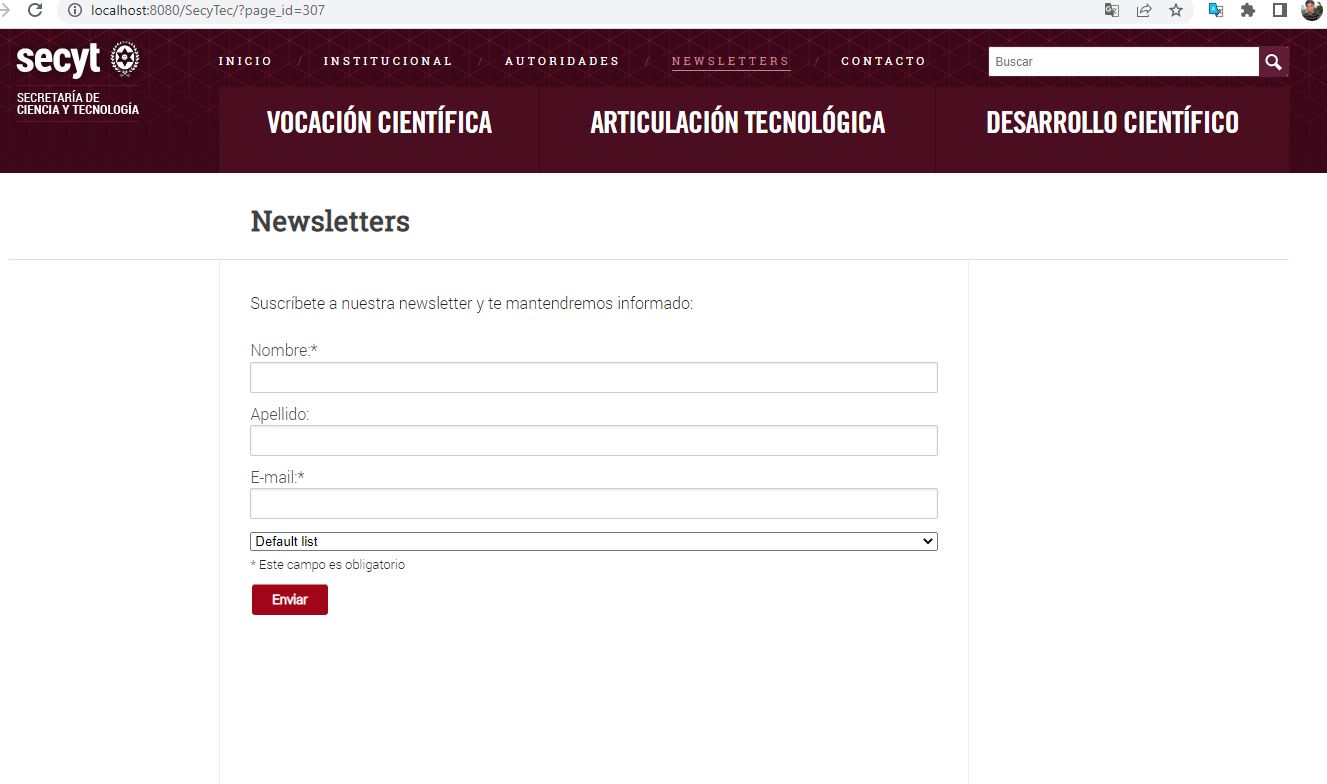 localhost:8080/SecyTec/?page_id=307
secyt
SECRETARÍA DE
CIENCIA Y TECNOLOGÍA
INICIO / INSTITUCIONAL / AUTORIDADES / NEWSLETTERS / CONTACTO
Buscar
VOCACIÓN CIENTÍFICA
ARTICULACIÓN TECNOLÓGICA
DESARROLLO CIENTÍFICO
Newsletters
Suscríbete a nuestra newsletter y te mantendremos informado:
Nombre:*
Apellido:
E-mail:*
Default list
* Este campo es obligatorio
Enviar